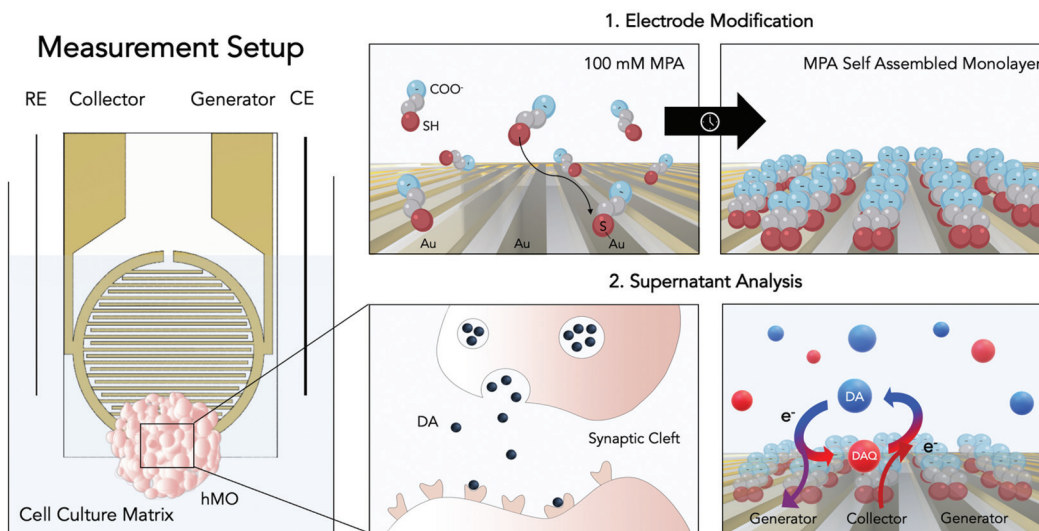 Measurement Setup
RE Collector Generator CE
hMO
Cell Culture Matrix
1. Electrode Modification
100 mM MPA
COO-
SH
S
Au Au Au
MPA Self Assembled Monolayer
2. Supernatant Analysis
DA
Synaptic Cleft
DA
e-
DAQ
e-
Generator Collector Generator